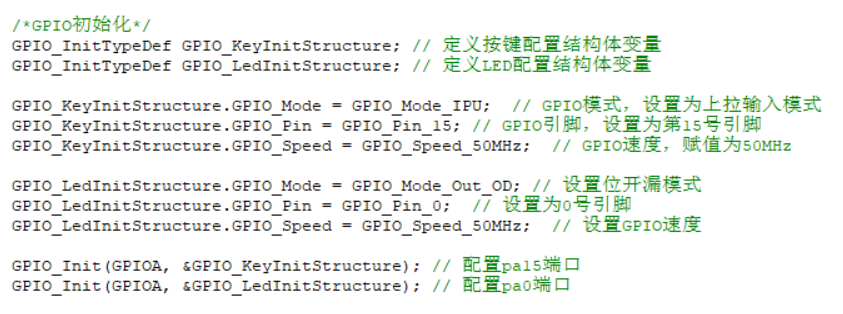 /*GPIO初始化*/
GPIO_InitTypeDef GPIO_KeyInitStructure; // 定义按键配置结构体变量
GPIO_InitTypeDef GPIO_LedInitStructure; // 定义LED配置结构体变量
GPIO_KeyInitStructure.GPIO_Mode = GPIO_Mode_IPU;  // GPIO模式，设置为上拉输入模式
GPIO_KeyInitStructure.GPIO_Pin = GPIO_Pin_15; // GPIO引脚，设置为第15号引脚
GPIO_KeyInitStructure.GPIO_Speed = GPIO_Speed_50MHz;  // GPIO速度，赋值为50MHz
GPIO_LedInitStructure.GPIO_Mode = GPIO_Mode_Out_OD; // 设置位开漏模式
GPIO_LedInitStructure.GPIO_Pin = GPIO_Pin_0;  // 设置为0号引脚
GPIO_LedInitStructure.GPIO_Speed = GPIO_Speed_50MHz;  // 设置GPIO速度
GPIO_Init(GPIOA, &GPIO_KeyInitStructure); // 配置pa15端口
GPIO_Init(GPIOA, &GPIO_LedInitStructure); // 配置pa0端口